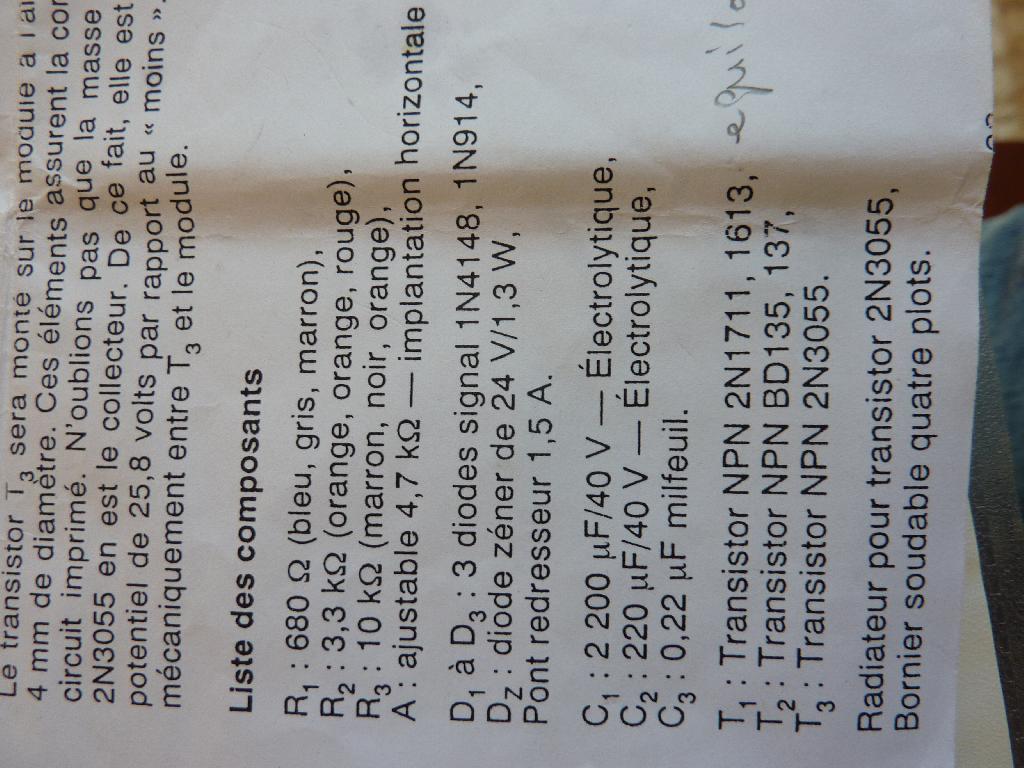 Le transistor T3 sera monté sur le module à l'ai
4 mm de diamètre. Ces éléments assurent la con
circuit imprimé. N'oublions pas que la masse
2N3055 en est le collecteur. De ce fait, elle est
potentiel de 25,8 volts par rapport au « moins ».
mécaniquement entre T3 et le module.
Liste des composants
R1 : 680 Ω (bleu, gris, marron),
R2 : 3,3 kΩ (orange, orange, rouge),
R3 : 10 kΩ (marron, noir, orange),
A : ajustable 4,7 kΩ — implantation horizontale
D1 à D3 : 3 diodes signal 1N4148, 1N914,
Dz : diode zéner de 24 V/1,3 W,
Pont redresseur 1,5 A.
C1 : 2 200 µF/40 V — Électrolytique,
C2 : 220 µF/40 V — Électrolytique,
C3 : 0,22 µF milfeuil.
T1 : Transistor NPN 2N1711, 1613,
T2 : Transistor NPN BD135, 137,
T3 : Transistor NPN 2N3055.
Radiateur pour transistor 2N3055,
Bornier soudable quatre plots.